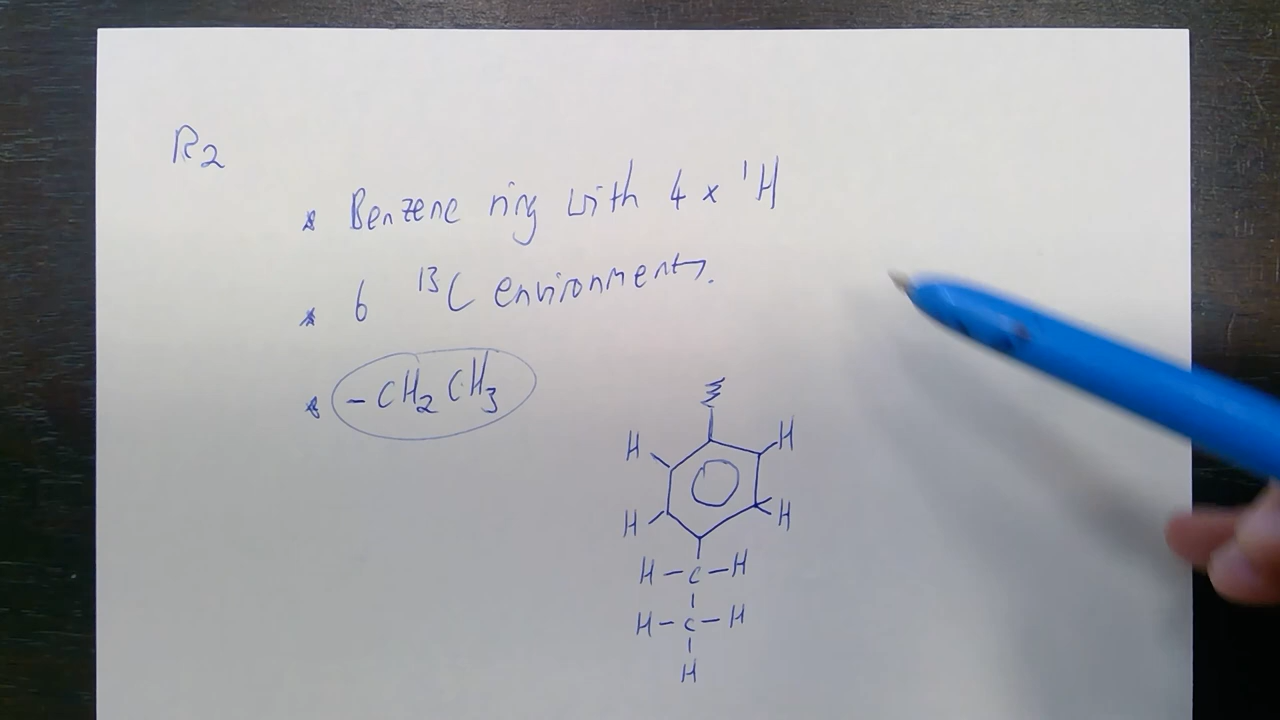 R2
* Benzene ring with 4 x ¹H
* 6 ¹³C environments.
* -CH₂CH₃
H H
H H
H-C-H
H-C-H
H